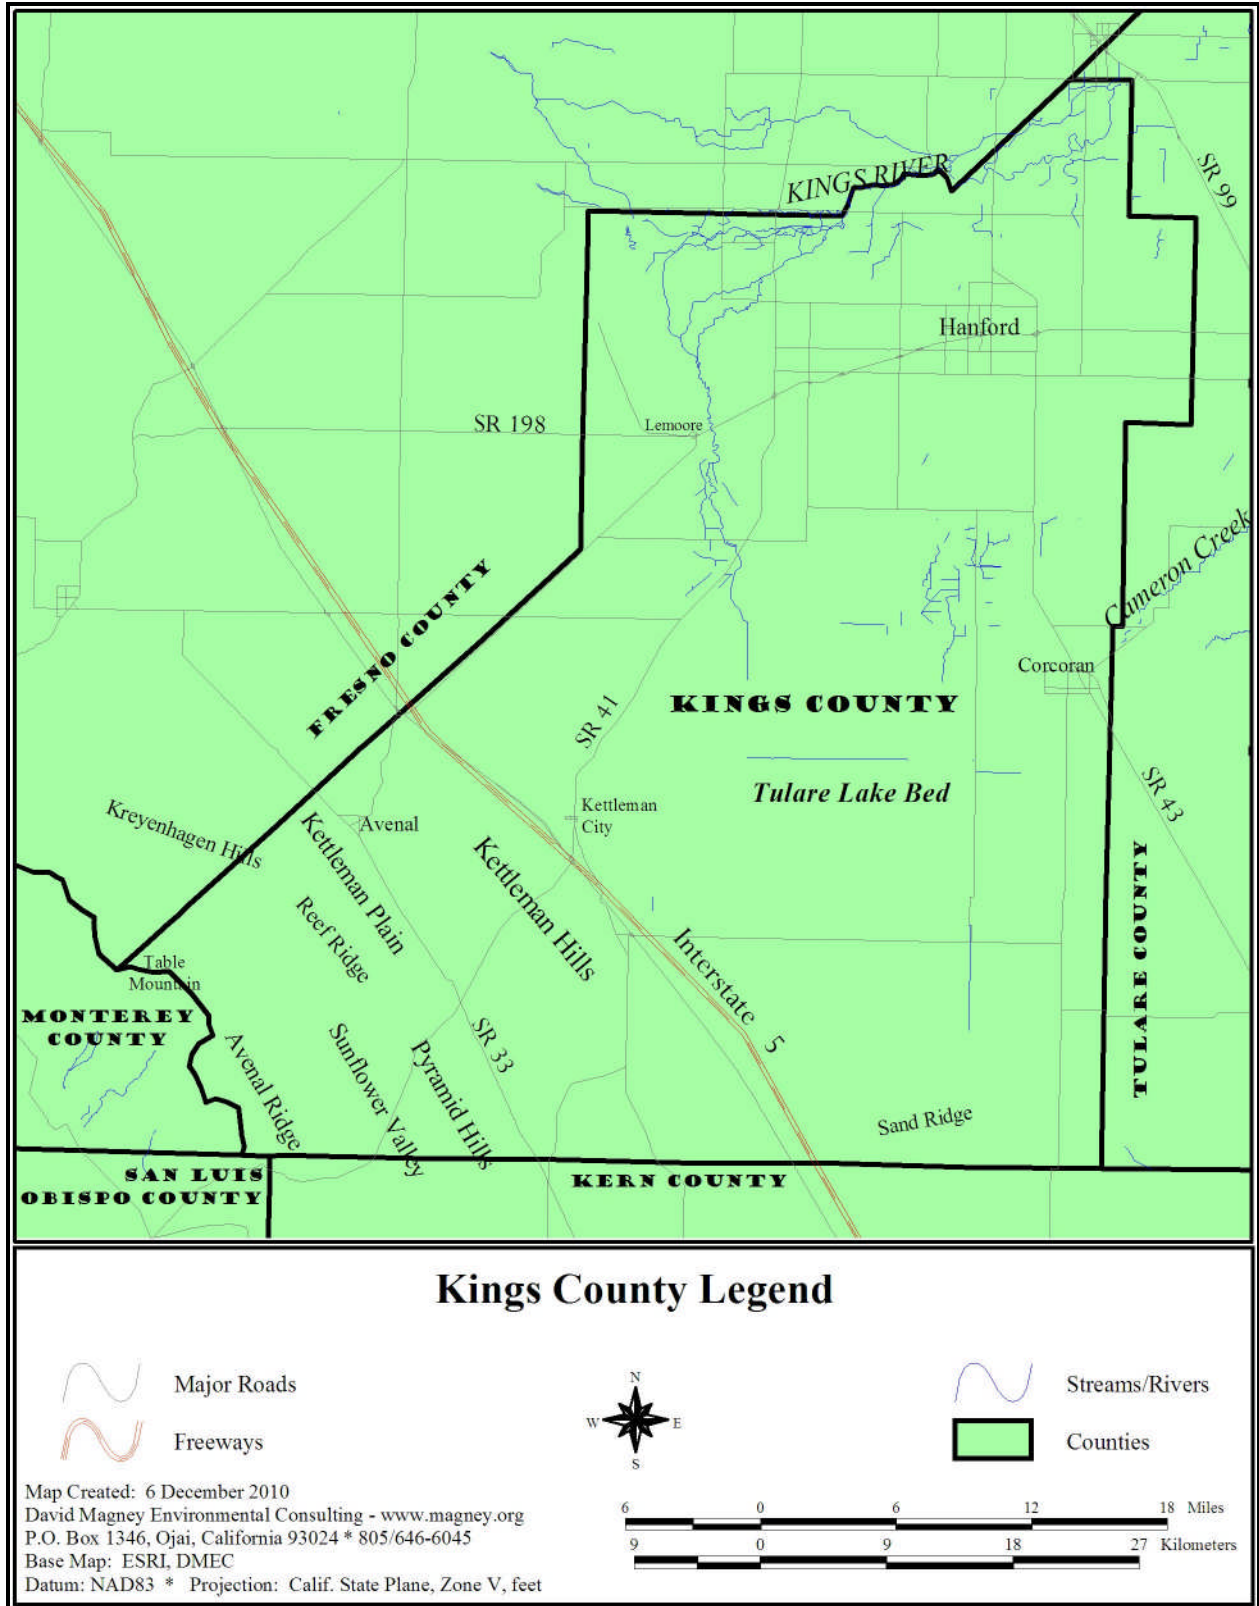 SR 99
KINGS RIVER
Hanford
SR 198
Lemoore
Cameron Creek
FRESNO COUNTY
Corcoran
KINGS COUNTY
SR 41
Tulare Lake Bed
SR 43
Kettleman
City
Avenal
Kreyenhagen Hills
Kettleman Plain
Kettleman Hills
Reef Ridge
TULARE COUNTY
Interstate 5
Table
Mountain
MONTEREY
COUNTY
Avenal Ridge
Sunflower Valley
Pyramid Hills
SR 33
Sand Ridge
SAN LUIS
OBISPO COUNTY
KERN COUNTY
Kings County Legend
Major Roads
Freeways
N
W E
S
Streams/Rivers
Counties
Map Created: 6 December 2010
David Magney Environmental Consulting - www.magney.org
P.O. Box 1346, Ojai, California 93024 * 805/646-6045
Base Map: ESRI, DMEC
Datum: NAD83 * Projection: Calif. State Plane, Zone V, feet
6 0 6 12 18 Miles
9 0 9 18 27 Kilometers